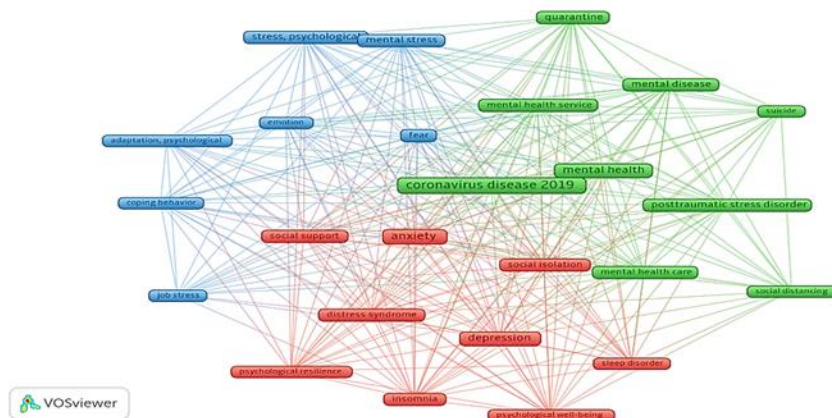 quarantine
stress, psychological
mental stress
mental disease
mental health service
suicide
emotion
fear
adaptation, psychological
mental health
coronavirus disease 2019
coping behavior
posttraumatic stress disorder
social support
anxiety
social isolation
mental health care
job stress
social distancing
distress syndrome
depression
sleep disorder
psychological resilience
insomnia
psychological well-being
VOSviewer